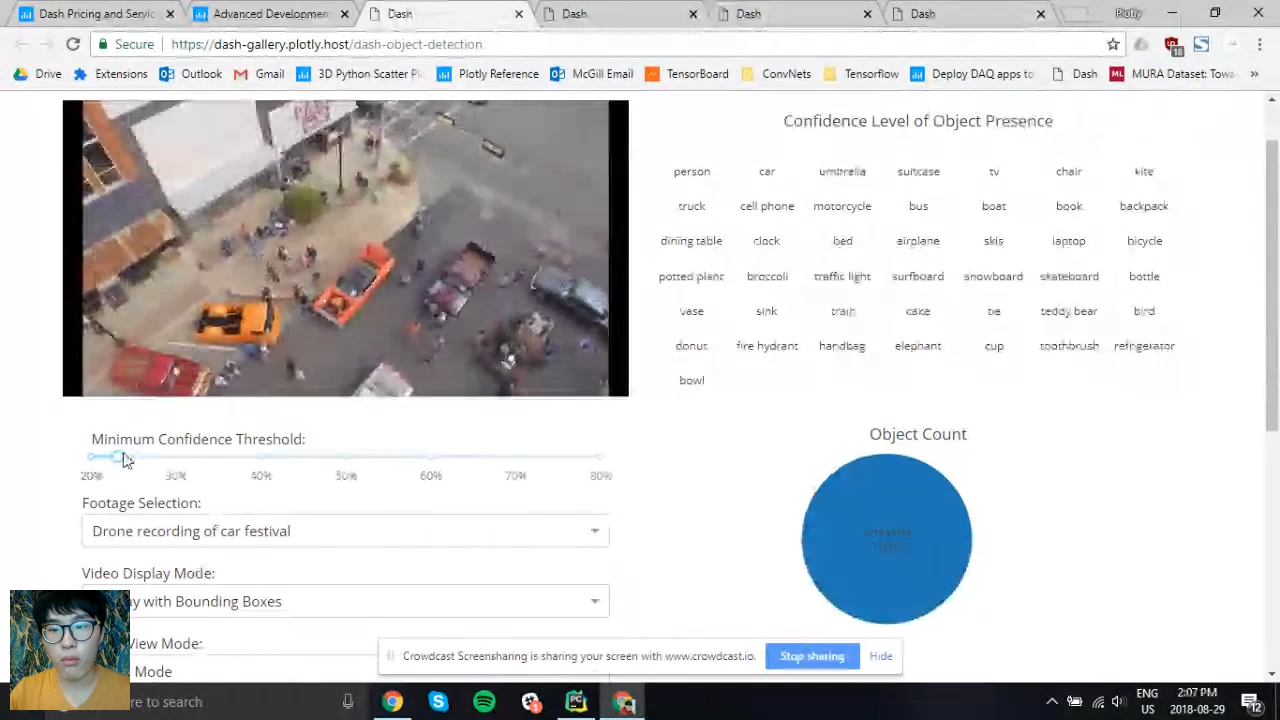 Dash Pricing and Service
Advanced Development
Dash
Dash
Dash
Dash
Plotly
Secure
https://dash-gallery.plotly.host/dash-object-detection
18
Drive
Extensions
Outlook
Gmail
3D Python Scatter Pl
Plotly Reference
McGill Email
TensorBoard
ConvNets
Tensorflow
Deploy DAQ apps to
Dash
MURA Dataset: Towa
»
Confidence Level of Object Presence
person car umbrella suitcase tv chair kite
truck cell phone motorcycle bus boat book backpack
dining table clock bed airplane skis laptop bicycle
potted plant broccoli traffic light surfboard snowboard skateboard bottle
vase sink train cake tie teddy bear bird
donut fire hydrant handbag elephant cup toothbrush refrigerator
bowl
Minimum Confidence Threshold:
20% 30% 40% 50% 60% 70% 80%
Object Count
Footage Selection:
Drone recording of car festival
Video Display Mode:
ay with Bounding Boxes
View Mode:
Mode
Crowdcast Screensharing is sharing your screen with www.crowdcast.io.
Stop sharing
Hide
here to search
ENG
US
2:07 PM
2018-08-29
12